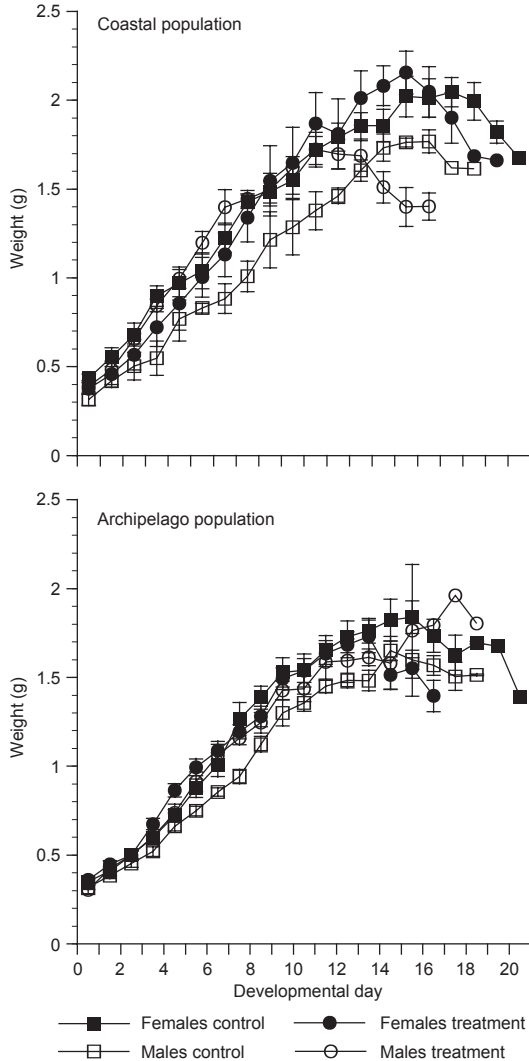 Coastal population
2.5
2
1.5
1
0.5
0
Weight (g)
Archipelago population
2.5
2
1.5
1
0.5
0
Weight (g)
0 2 4 6 8 10 12 14 16 18 20
Developmental day
Females control Females treatment
Males control Males treatment